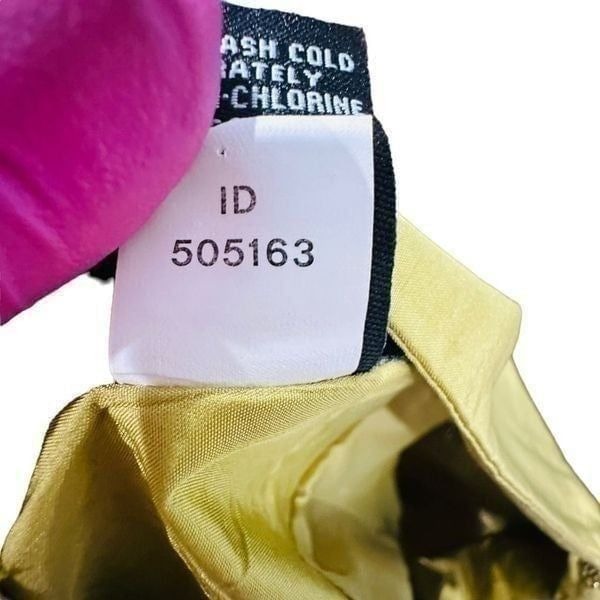 ASH COLD
RATELY
-CHLORINE
ID
505163